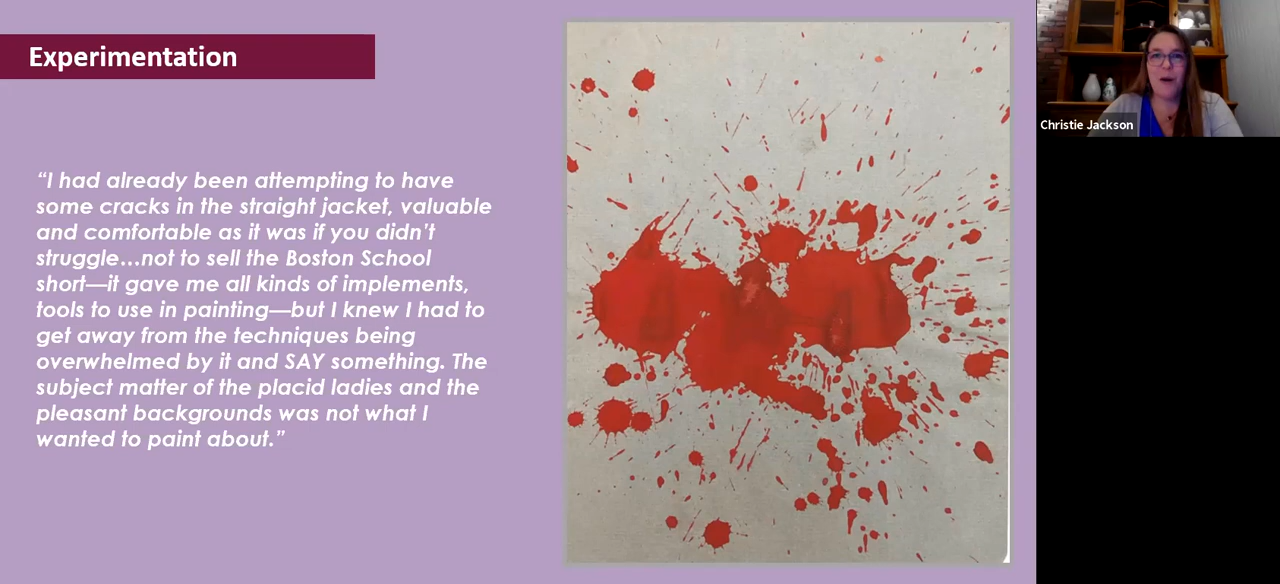 Experimentation
“I had already been attempting to have
some cracks in the straight jacket, valuable
and comfortable as it was if you didn’t
struggle…not to sell the Boston School
short—it gave me all kinds of implements,
tools to use in painting—but I knew I had to
get away from the techniques being
overwhelmed by it and SAY something. The
subject matter of the placid ladies and the
pleasant backgrounds was not what I
wanted to paint about.”
Christie Jackson